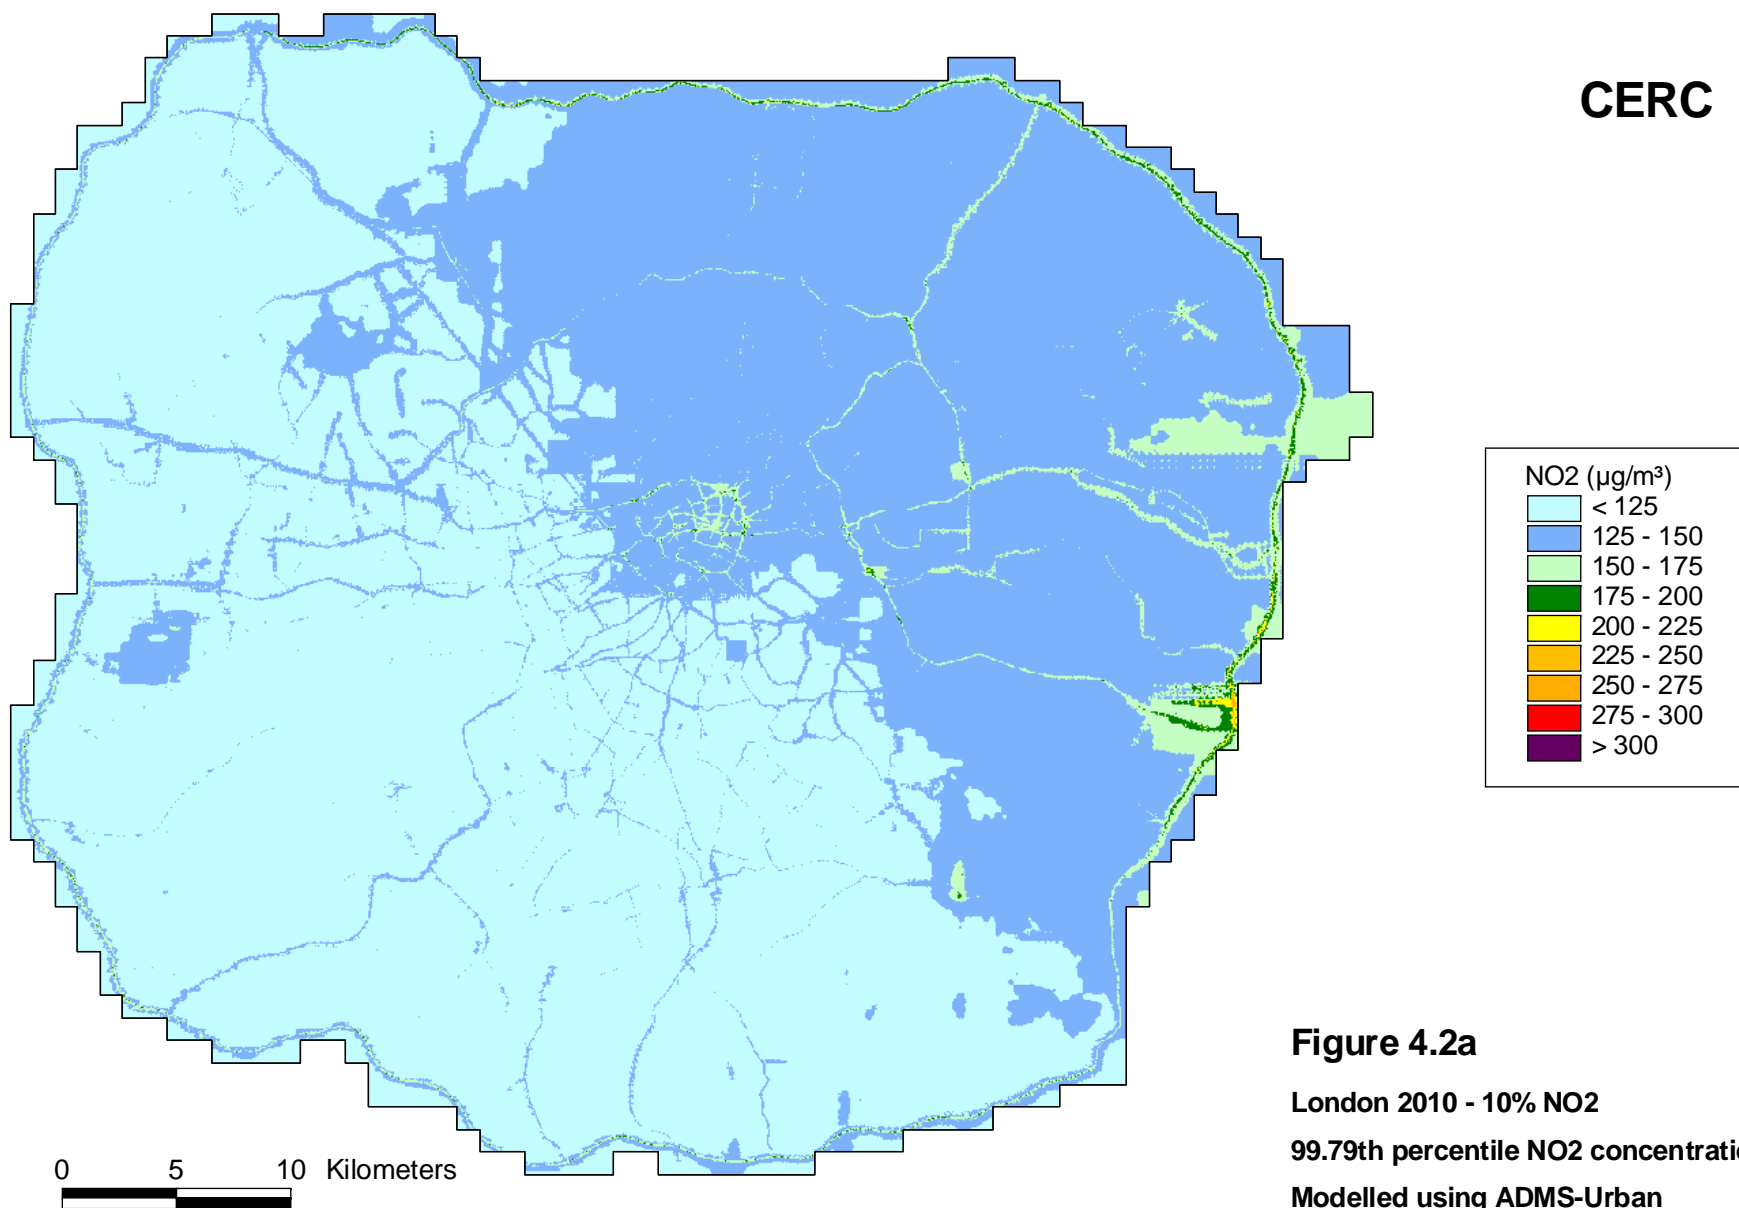 CERC
NO2 (µg/m³)
< 125
125 - 150
150 - 175
175 - 200
200 - 225
225 - 250
250 - 275
275 - 300
> 300
Figure 4.2a
London 2010 - 10% NO2
99.79th percentile NO2 concentratio
Modelled using ADMS-Urban
0 5 10 Kilometers